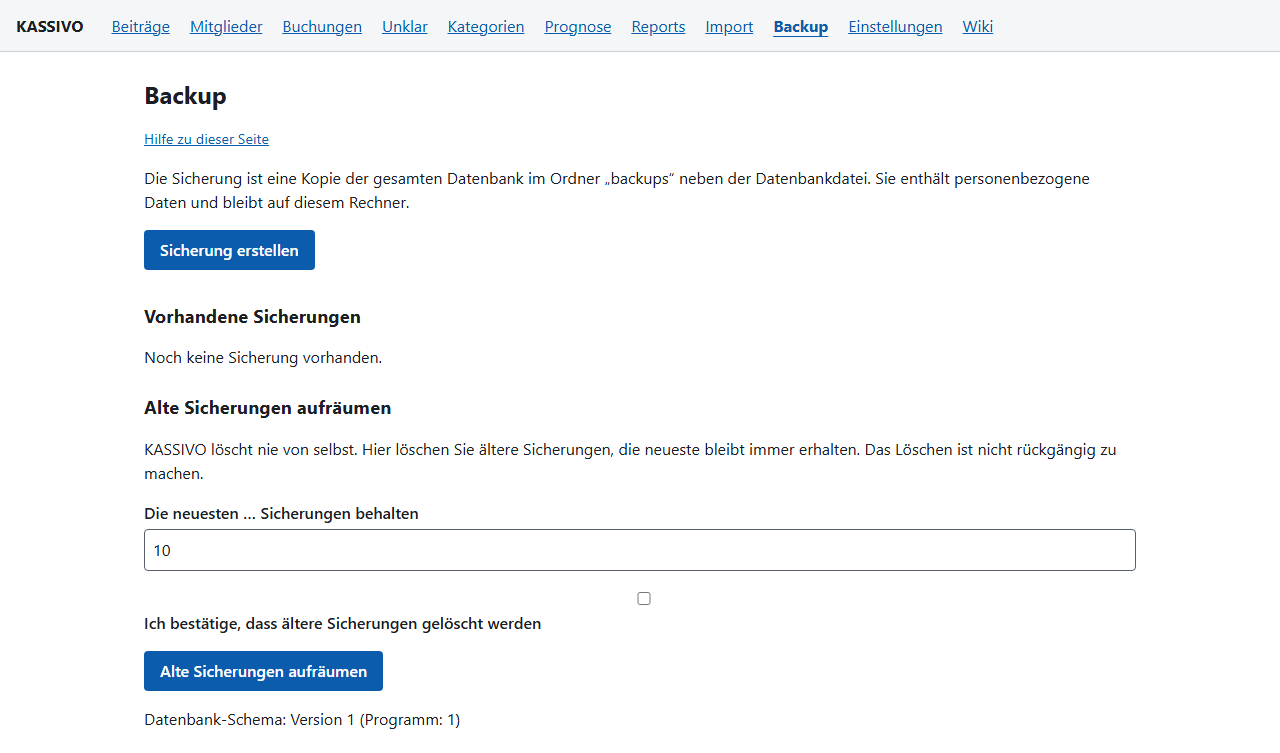 KASSIVO Beiträge Mitglieder Buchungen Unklar Kategorien Prognose Reports Import Backup Einstellungen Wiki
Backup
Hilfe zu dieser Seite
Die Sicherung ist eine Kopie der gesamten Datenbank im Ordner „backups“ neben der Datenbankdatei. Sie enthält personenbezogene
Daten und bleibt auf diesem Rechner.
Sicherung erstellen
Vorhandene Sicherungen
Noch keine Sicherung vorhanden.
Alte Sicherungen aufräumen
KASSIVO löscht nie von selbst. Hier löschen Sie ältere Sicherungen, die neueste bleibt immer erhalten. Das Löschen ist nicht rückgängig zu
machen.
Die neuesten … Sicherungen behalten
10
Ich bestätige, dass ältere Sicherungen gelöscht werden
Alte Sicherungen aufräumen
Datenbank-Schema: Version 1 (Programm: 1)